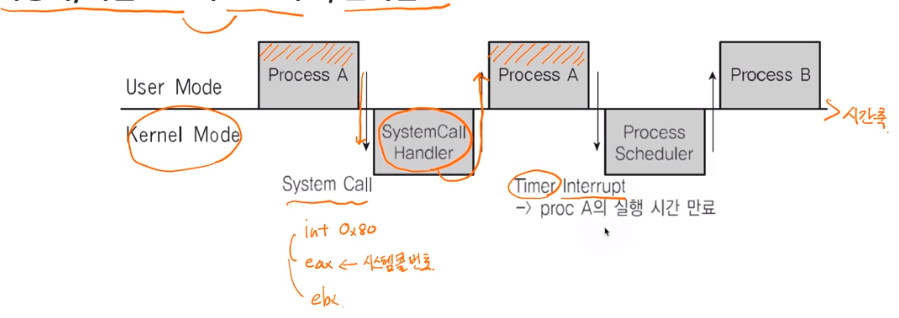 Process A
Process A
Process B
User Mode
Kernel Mode
시간축.
SystemCall
Handler
Process
Scheduler
System Call
Timer Interrupt
-> proc A의 실행 시간 만료
int 0x80
eax ← 시스템콜번호.
ebx.